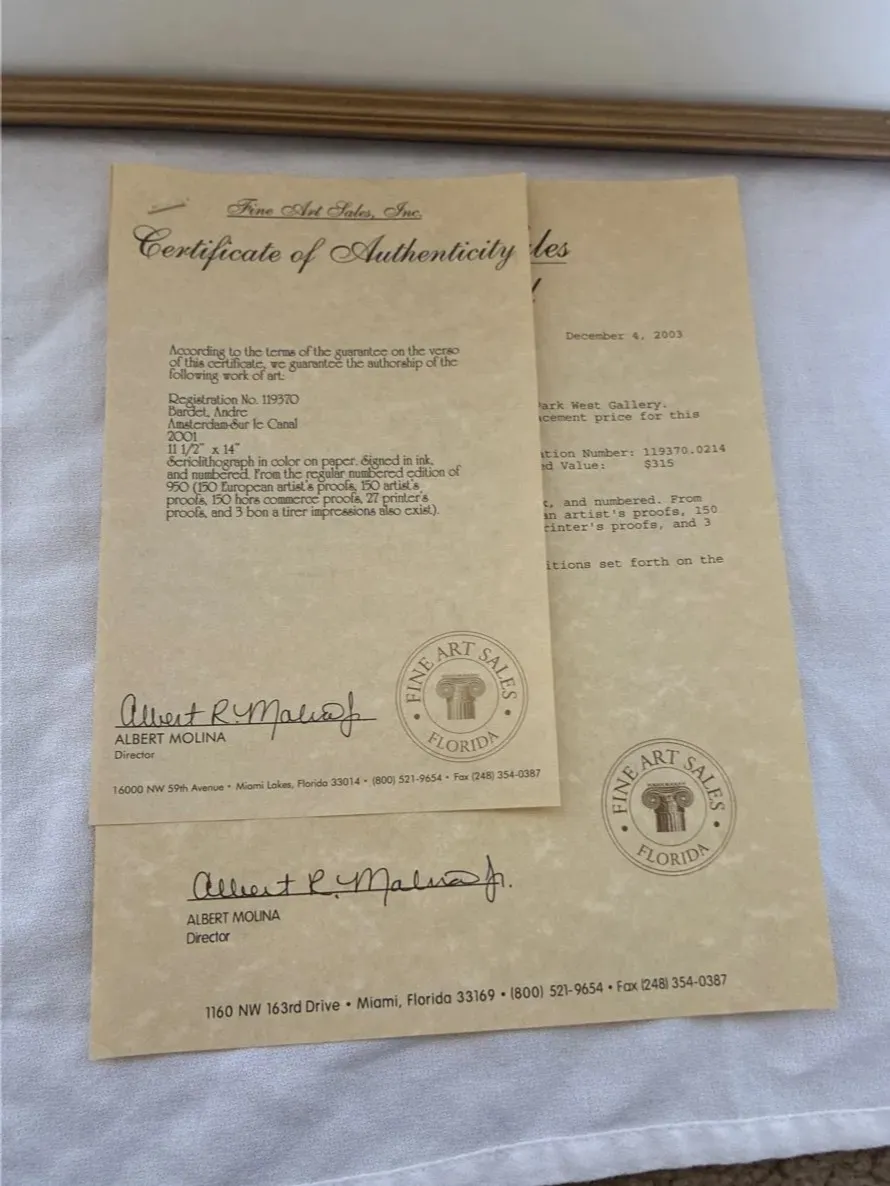 Fine Art Sales, Inc.
Certificate of Authenticity
According to the terms of the guarantee on the verso
of this certificate, we guarantee the authorship of the
following work of art:
Registration No. 119370
Bardet, Andre
Amsterdam-Sur le Canal
2001
11 1/2" x 14"
Seriolithograph in color on paper. Signed in ink,
and numbered. From the regular numbered edition of
950 (150 European artist's proofs, 150 artist's
proofs, 150 hors commerce proofs, 27 printer's
proofs, and 3 bon a tirer impressions also exist).
Albert R. Molina Jr.
ALBERT MOLINA
Director
FINE ART SALES
FLORIDA
16000 NW 59th Avenue • Miami Lakes, Florida 33014 • (800) 521-9654 • Fax (248) 354-0387
les
December 4, 2003
Park West Gallery.
cement price for this
tion Number: 119370.0214
d Value: $315
, and numbered. From
an artist's proofs, 150
rinter's proofs, and 3
itions set forth on the
Albert R. Molina Jr.
ALBERT MOLINA
Director
FINE ART SALES
FLORIDA
1160 NW 163rd Drive • Miami, Florida 33169 • (800) 521-9654 • Fax (248) 354-0387